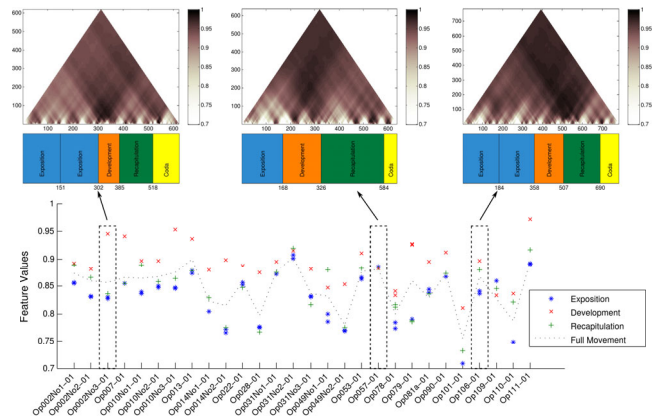 600
500
400
300
200
100
100 200 300 400 500 600
1
0.95
0.9
0.85
0.8
0.75
0.7
Exposition
Exposition
Development
Recapitulation
Coda
151 302 385 518
600
500
400
300
200
100
100 200 300 400 500 600
1
0.95
0.9
0.85
0.8
0.75
0.7
Exposition
Development
Recapitulation
Coda
168 326 584
700
600
500
400
300
200
100
100 200 300 400 500 600 700
1
0.95
0.9
0.85
0.8
0.75
0.7
Exposition
Exposition
Development
Recapitulation
Coda
184 358 507 690
Feature Values
1
0.95
0.9
0.85
0.8
0.75
0.7
Exposition
Development
Recapitulation
Full Movement
Op002No1-01
Op002No2-01
Op002No3-01
Op007-01
Op010No1-01
Op010No2-01
Op010No3-01
Op013-01
Op014No1-01
Op014No2-01
Op022-01
Op028-01
Op031No1-01
Op031No2-01
Op031No3-01
Op049No1-01
Op049No2-01
Op053-01
Op057-01
Op078-01
Op079-01
Op081a-01
Op090-01
Op101-01
Op106-01
Op109-01
Op110-01
Op111-01